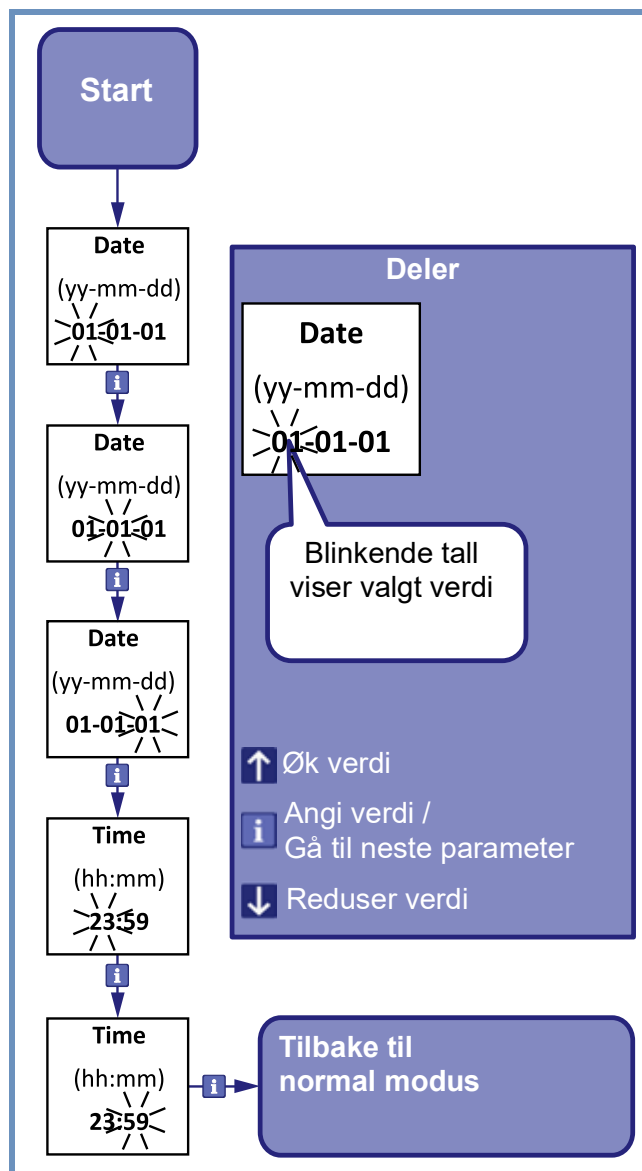 Start
Date
(yy-mm-dd)
01-01-01
i
Date
(yy-mm-dd)
01-01-01
i
Date
(yy-mm-dd)
01-01-01
i
Time
(hh:mm)
23:59
i
Time
(hh:mm)
23:59
i
Tilbake til
normal modus
Deler
Date
(yy-mm-dd)
01-01-01
Blinkende tall
viser valgt verdi
Øk verdi
i
Angi verdi /
Gå til neste parameter
Reduser verdi